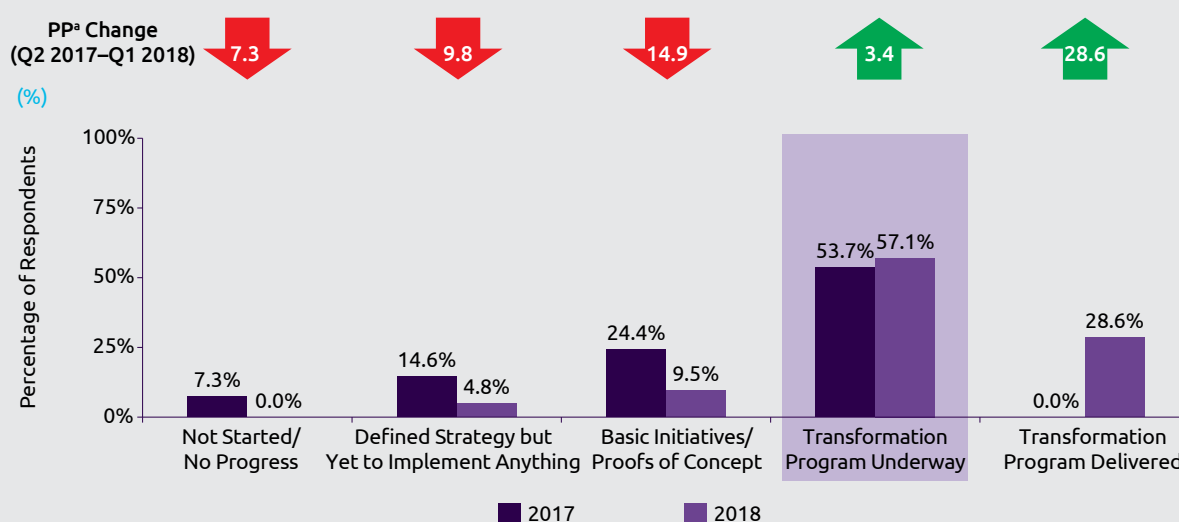 PPᵃ Change
(Q2 2017–Q1 2018)
7.3
9.8
14.9
3.4
28.6
(%)
Percentage of Respondents
100%
75%
50%
25%
0%
7.3%
0.0%
14.6%
4.8%
24.4%
9.5%
53.7%
57.1%
0.0%
28.6%
Not Started/
No Progress
Defined Strategy but
Yet to Implement Anything
Basic Initiatives/
Proofs of Concept
Transformation
Program Underway
Transformation
Program Delivered
2017
2018